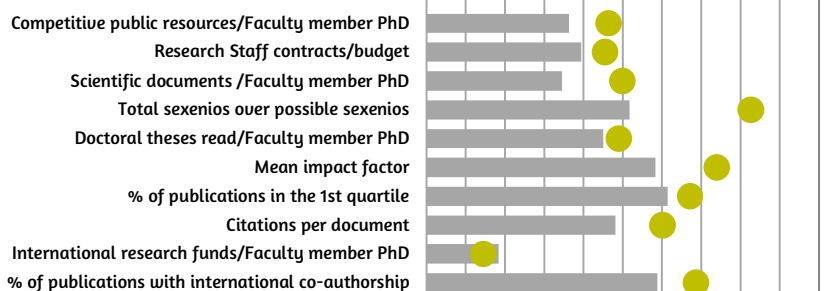 Competitive public resources/Faculty member PhD
Research Staff contracts/budget
Scientific documents /Faculty member PhD
Total sexenios over possible sexenios
Doctoral theses read/Faculty member PhD
Mean impact factor
% of publications in the 1st quartile
Citations per document
International research funds/Faculty member PhD
% of publications with international co-authorship